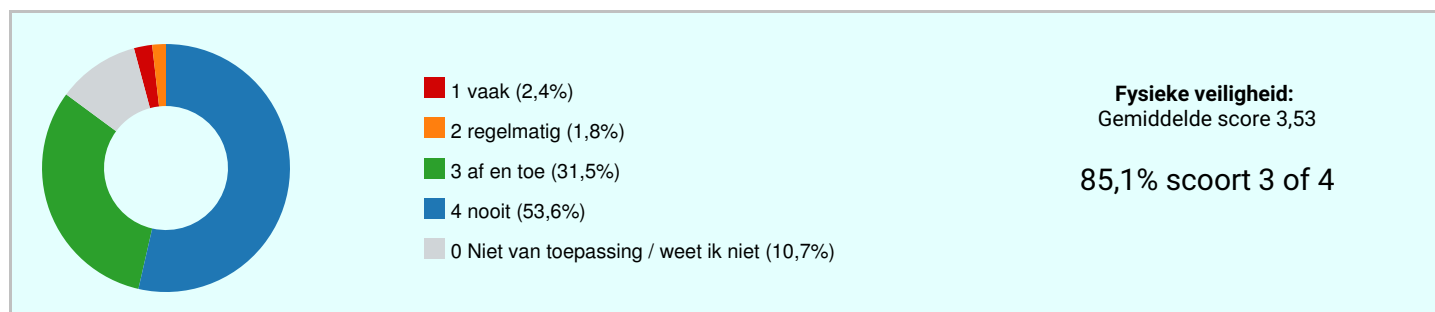 1 vaak (2,4%)
2 regelmatig (1,8%)
3 af en toe (31,5%)
4 nooit (53,6%)
0 Niet van toepassing / weet ik niet (10,7%)
Fysieke veiligheid:
Gemiddelde score 3,53
85,1% scoort 3 of 4